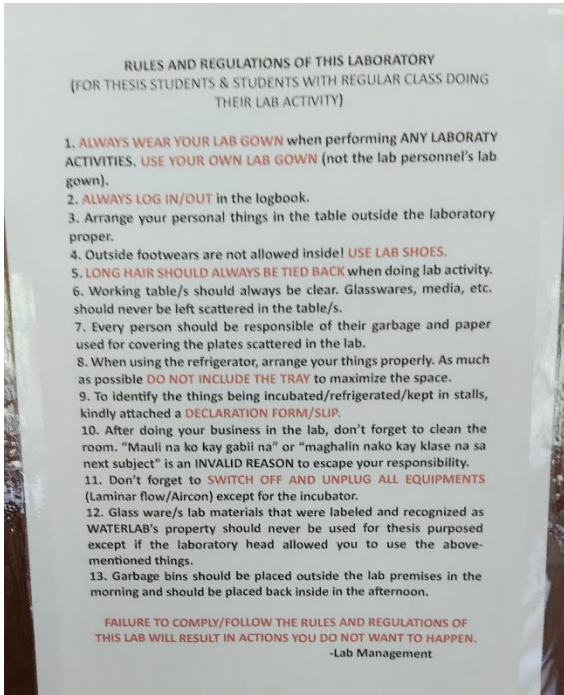 RULES AND REGULATIONS OF THIS LABORATORY
(FOR THESIS STUDENTS & STUDENTS WITH REGULAR CLASS DOING
THEIR LAB ACTIVITY)
1. ALWAYS WEAR YOUR LAB GOWN when performing ANY LABORATY
ACTIVITIES. USE YOUR OWN LAB GOWN (not the lab personnel's lab
gown).
2. ALWAYS LOG IN/OUT in the logbook.
3. Arrange your personal things in the table outside the laboratory
proper.
4. Outside footwears are not allowed inside! USE LAB SHOES.
5. LONG HAIR SHOULD ALWAYS BE TIED BACK when doing lab activity.
6. Working table/s should always be clear. Glasswares, media, etc.
should never be left scattered in the table/s.
7. Every person should be responsible of their garbage and paper
used for covering the plates scattered in the lab.
8. When using the refrigerator, arrange your things properly. As much
as possible DO NOT INCLUDE THE TRAY to maximize the space.
9. To identify the things being incubated/refrigerated/kept in stalls,
kindly attached a DECLARATION FORM/SLIP.
10. After doing your business in the lab, don't forget to clean the
room. "Mauli na ko kay gabii na" or "maghalin nako kay klase na sa
next subject" is an INVALID REASON to escape your responsibility.
11. Don't forget to SWITCH OFF AND UNPLUG ALL EQUIPMENTS
(Laminar flow/Aircon) except for the incubator.
12. Glass ware/s lab materials that were labeled and recognized as
WATERLAB's property should never be used for thesis purposed
except if the laboratory head allowed you to use the above-
mentioned things.
13. Garbage bins should be placed outside the lab premises in the
morning and should be placed back inside in the afternoon.
FAILURE TO COMPLY/FOLLOW THE RULES AND REGULATIONS OF
THIS LAB WILL RESULT IN ACTIONS YOU DO NOT WANT TO HAPPEN.
-Lab Management